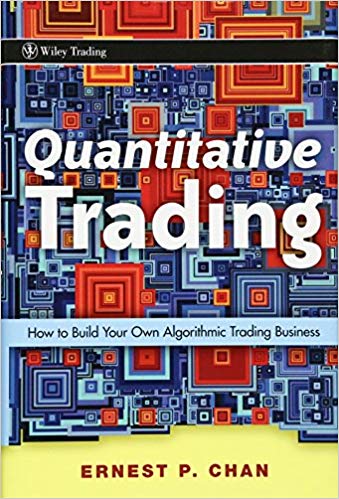 Wiley Trading
Quantitative
Trading
How to Build Your Own Algorithmic Trading Business
ERNEST P. CHAN